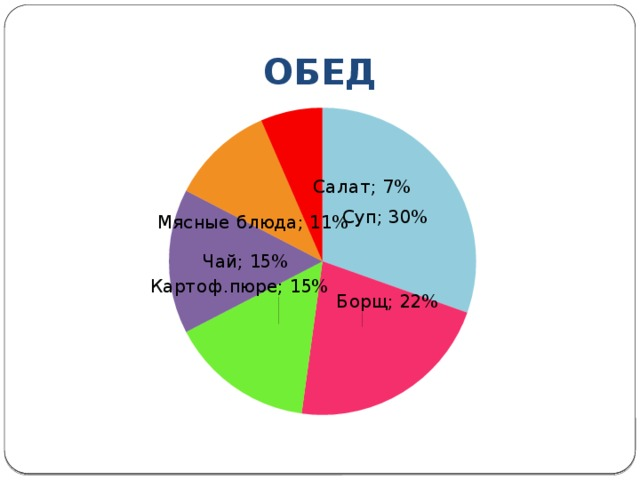 ОБЕД
Салат; 7%
Суп; 30%
Мясные блюда; 11%
Чай; 15%
Картоф.пюре; 15%
Борщ; 22%